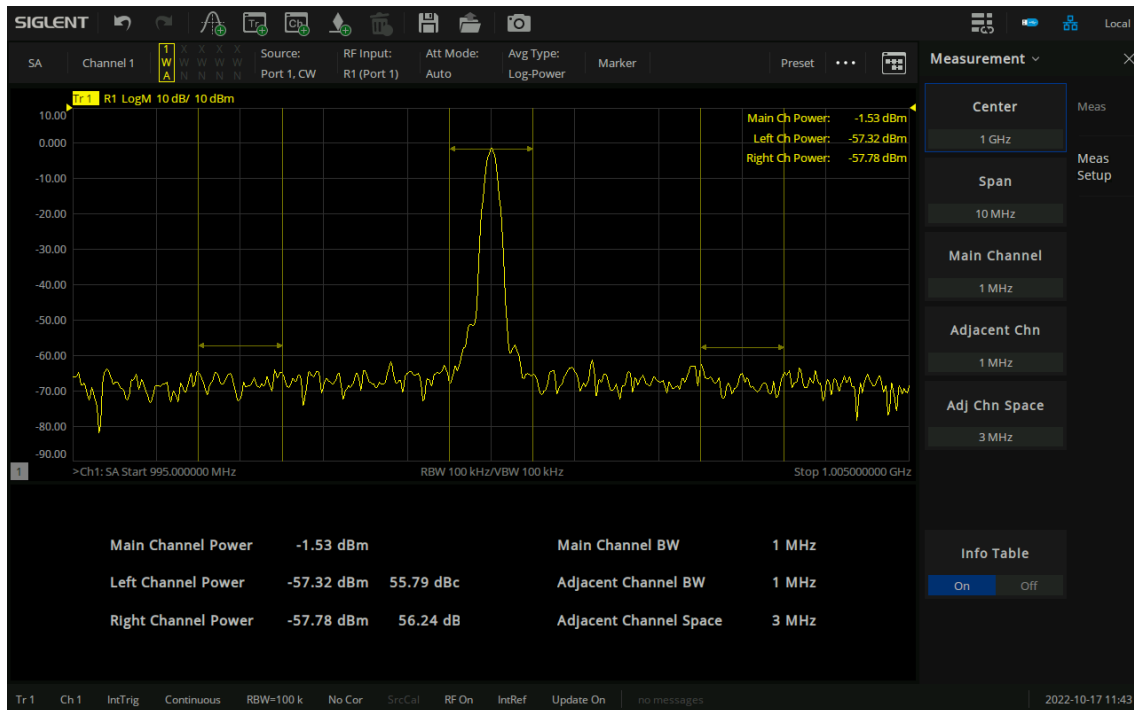 SIGLENT Tr Ch Local
SA Channel 1 1 X X X X Source: RF Input: Att Mode: Avg Type: Marker Preset ••• Measurement ×
W W W W W Port 1, CW R1 (Port 1) Auto Log-Power
A N N N N
Tr 1 R1 LogM 10 dB/ 10 dBm
Main Ch Power: -1.53 dBm
Left Ch Power: -57.32 dBm
Right Ch Power: -57.78 dBm
10.00
0.000
-10.00
-20.00
-30.00
-40.00
-50.00
-60.00
-70.00
-80.00
-90.00
1 >Ch1: SA Start 995.000000 MHz RBW 100 kHz/VBW 100 kHz Stop 1.005000000 GHz
Main Channel Power -1.53 dBm Main Channel BW 1 MHz
Left Channel Power -57.32 dBm 55.79 dBc Adjacent Channel BW 1 MHz
Right Channel Power -57.78 dBm 56.24 dB Adjacent Channel Space 3 MHz
Center
1 GHz
Span
10 MHz
Main Channel
1 MHz
Adjacent Chn
1 MHz
Adj Chn Space
3 MHz
Info Table
On Off
Meas
Meas
Setup
Tr 1 Ch 1 IntTrig Continuous RBW=100 k No Cor SrcCal RF On IntRef Update On no messages 2022-10-17 11:43